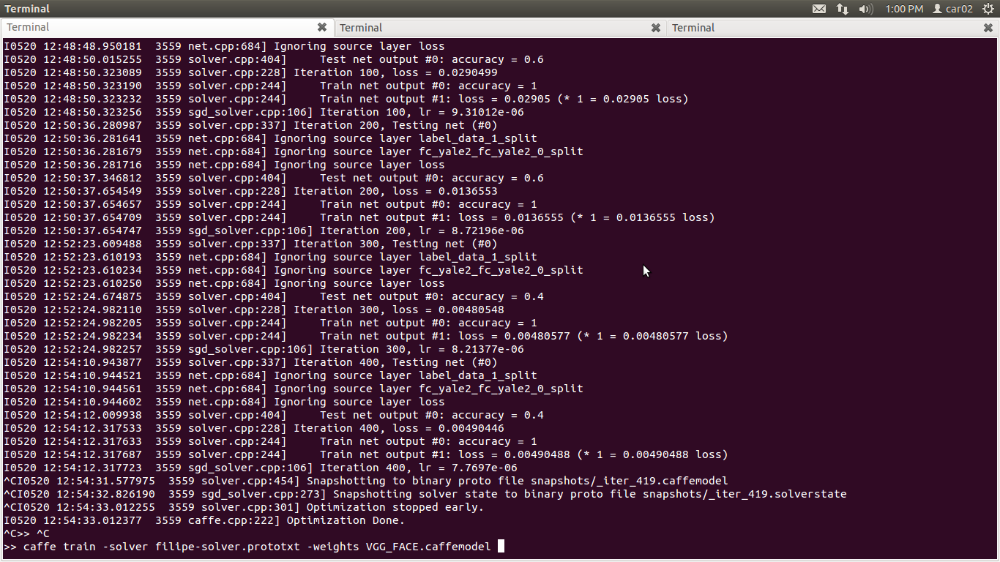 Terminal
1:00 PM
car02
Terminal
Terminal
Terminal
I0520 12:48:48.950181  3559 net.cpp:684] Ignoring source layer loss
I0520 12:48:50.015255  3559 solver.cpp:404]     Test net output #0: accuracy = 0.6
I0520 12:48:50.323089  3559 solver.cpp:228] Iteration 100, loss = 0.0290499
I0520 12:48:50.323190  3559 solver.cpp:244]     Train net output #0: accuracy = 1
I0520 12:48:50.323232  3559 solver.cpp:244]     Train net output #1: loss = 0.02905 (* 1 = 0.02905 loss)
I0520 12:48:50.323256  3559 sgd_solver.cpp:106] Iteration 100, lr = 9.31012e-06
I0520 12:50:36.280987  3559 solver.cpp:337] Iteration 200, Testing net (#0)
I0520 12:50:36.281641  3559 net.cpp:684] Ignoring source layer label_data_1_split
I0520 12:50:36.281679  3559 net.cpp:684] Ignoring source layer fc_yale2_fc_yale2_0_split
I0520 12:50:36.281716  3559 net.cpp:684] Ignoring source layer loss
I0520 12:50:37.346812  3559 solver.cpp:404]     Test net output #0: accuracy = 0.6
I0520 12:50:37.654549  3559 solver.cpp:228] Iteration 200, loss = 0.0136553
I0520 12:50:37.654657  3559 solver.cpp:244]     Train net output #0: accuracy = 1
I0520 12:50:37.654709  3559 solver.cpp:244]     Train net output #1: loss = 0.0136555 (* 1 = 0.0136555 loss)
I0520 12:50:37.654747  3559 sgd_solver.cpp:106] Iteration 200, lr = 8.72196e-06
I0520 12:52:23.609488  3559 solver.cpp:337] Iteration 300, Testing net (#0)
I0520 12:52:23.610193  3559 net.cpp:684] Ignoring source layer label_data_1_split
I0520 12:52:23.610234  3559 net.cpp:684] Ignoring source layer fc_yale2_fc_yale2_0_split
I0520 12:52:23.610250  3559 net.cpp:684] Ignoring source layer loss
I0520 12:52:24.674875  3559 solver.cpp:404]     Test net output #0: accuracy = 0.4
I0520 12:52:24.982110  3559 solver.cpp:228] Iteration 300, loss = 0.00480548
I0520 12:52:24.982205  3559 solver.cpp:244]     Train net output #0: accuracy = 1
I0520 12:52:24.982234  3559 solver.cpp:244]     Train net output #1: loss = 0.00480577 (* 1 = 0.00480577 loss)
I0520 12:52:24.982257  3559 sgd_solver.cpp:106] Iteration 300, lr = 8.21377e-06
I0520 12:54:10.943877  3559 solver.cpp:337] Iteration 400, Testing net (#0)
I0520 12:54:10.944521  3559 net.cpp:684] Ignoring source layer label_data_1_split
I0520 12:54:10.944561  3559 net.cpp:684] Ignoring source layer fc_yale2_fc_yale2_0_split
I0520 12:54:10.944602  3559 net.cpp:684] Ignoring source layer loss
I0520 12:54:12.009938  3559 solver.cpp:404]     Test net output #0: accuracy = 0.4
I0520 12:54:12.317533  3559 solver.cpp:228] Iteration 400, loss = 0.00490446
I0520 12:54:12.317633  3559 solver.cpp:244]     Train net output #0: accuracy = 1
I0520 12:54:12.317687  3559 solver.cpp:244]     Train net output #1: loss = 0.00490488 (* 1 = 0.00490488 loss)
I0520 12:54:12.317723  3559 sgd_solver.cpp:106] Iteration 400, lr = 7.7697e-06
^CI0520 12:54:31.577975  3559 solver.cpp:454] Snapshotting to binary proto file snapshots/_iter_419.caffemodel
^CI0520 12:54:32.826190  3559 sgd_solver.cpp:273] Snapshotting solver state to binary proto file snapshots/_iter_419.solverstate
^CI0520 12:54:33.012255  3559 solver.cpp:301] Optimization stopped early.
I0520 12:54:33.012377  3559 caffe.cpp:222] Optimization Done.
^C>> ^C
>> caffe train -solver filipe-solver.prototxt -weights VGG_FACE.caffemodel